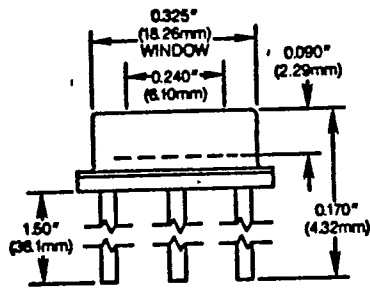 0.325"
(18.26mm)
WINDOW
0.240"
(6.10mm)
0.090"
(2.29mm)
1.50"
(38.1mm)
0.170"
(4.32mm)